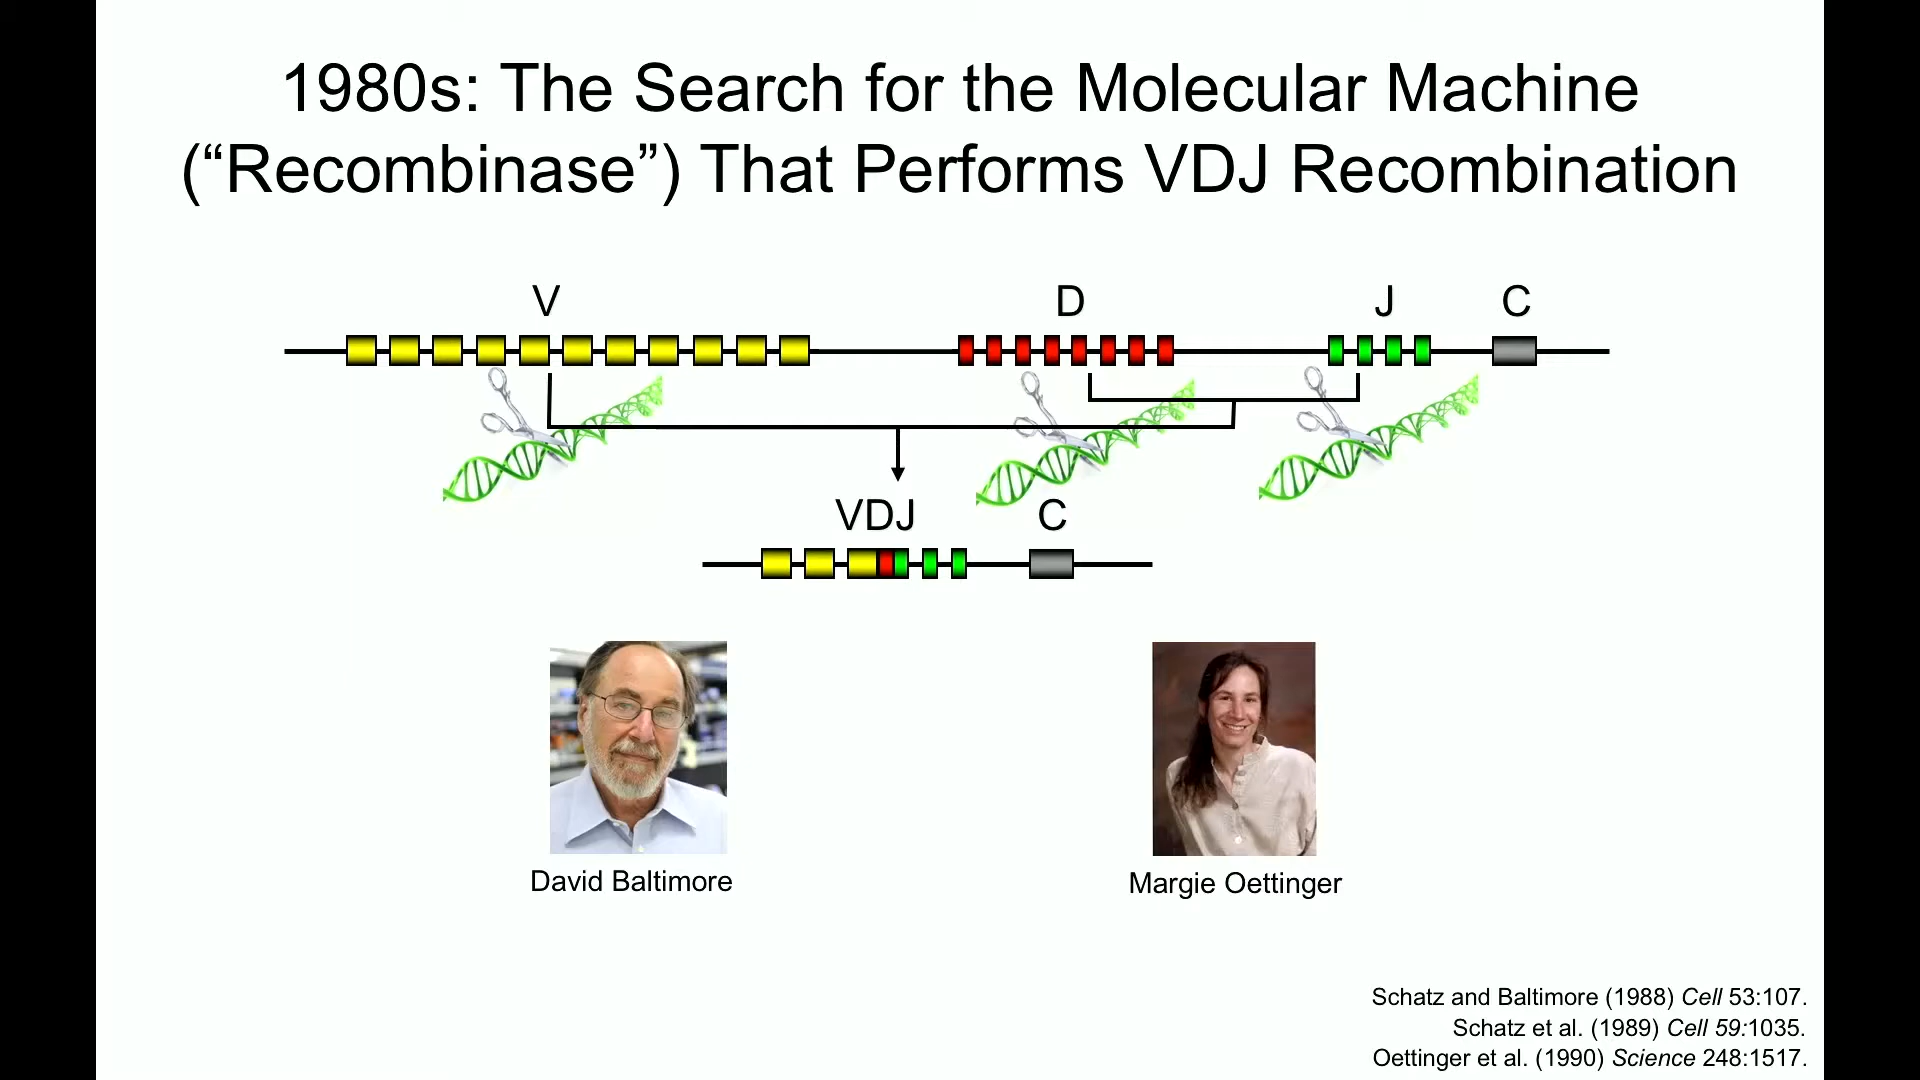 1980s: The Search for the Molecular Machine
(“Recombinase”) That Performs VDJ Recombination
V D J C
VDJ C
David Baltimore
Margie Oettinger
Schatz and Baltimore (1988) Cell 53:107.
Schatz et al. (1989) Cell 59:1035.
Oettinger et al. (1990) Science 248:1517.